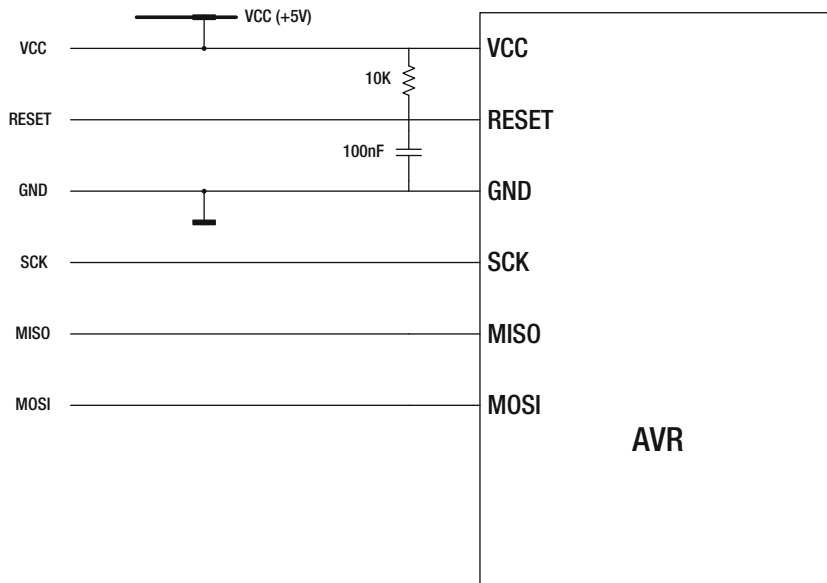 VCC (+5V)
VCC
VCC
10K
RESET
RESET
100nF
GND
GND
SCK
SCK
MISO
MISO
MOSI
MOSI
AVR